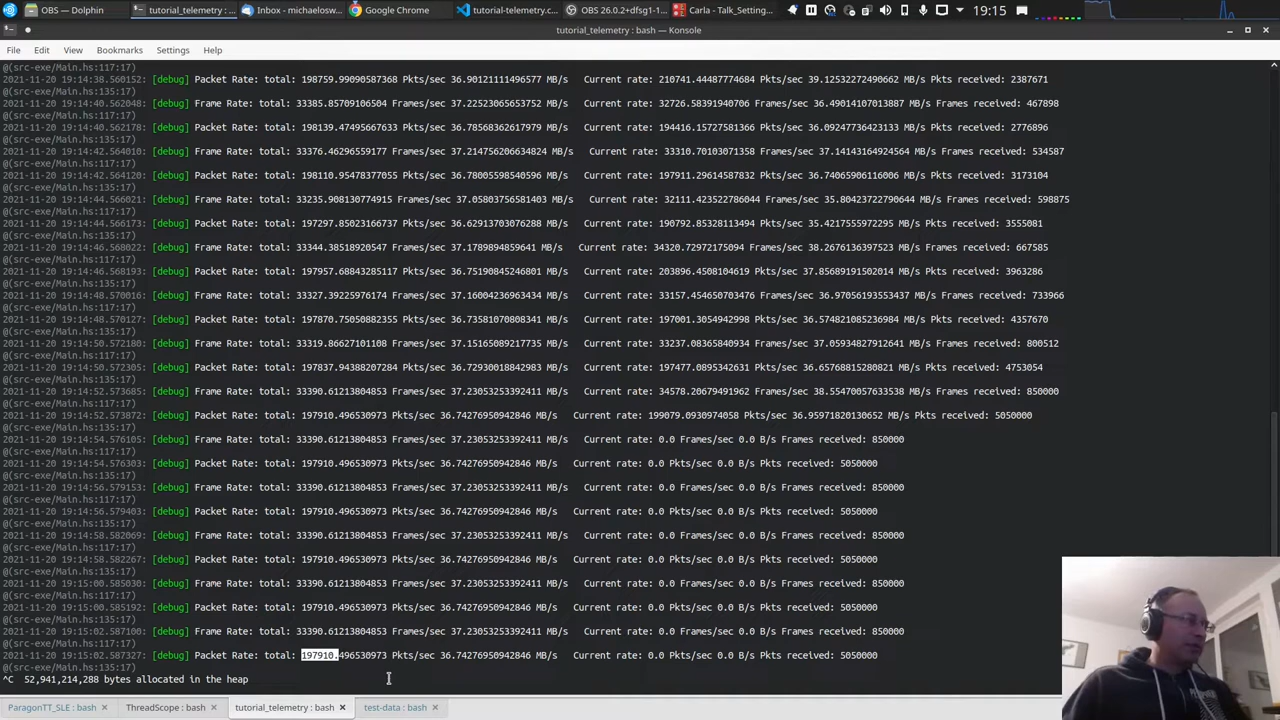 OBS — Dolphin
tutorial_telemetry : ba...
Inbox - michaelosw...
Google Chrome
tutorial-telemetry.c...
OBS 26.0.2+dfsg1-1...
Carla - Talk_Setting...
19:15
tutorial_telemetry : bash — Konsole
File Edit View Bookmarks Settings Help
@(src-exe/Main.hs:117:17)
2021-11-20 19:14:38.560152: [debug] Packet Rate: total: 198759.99090587368 Pkts/sec 36.90121111496577 MB/s Current rate: 210741.44487774684 Pkts/sec 39.12532272490662 MB/s Pkts received: 2387671
@(src-exe/Main.hs:135:17)
2021-11-20 19:14:40.562048: [debug] Frame Rate: total: 33385.85709106504 Frames/sec 37.22523065653752 MB/s Current rate: 32726.58391940706 Frames/sec 36.49014107013887 MB/s Frames received: 467898
@(src-exe/Main.hs:117:17)
2021-11-20 19:14:40.562178: [debug] Packet Rate: total: 198139.47495667633 Pkts/sec 36.78568362617979 MB/s Current rate: 194416.15727581366 Pkts/sec 36.09247736423133 MB/s Pkts received: 2776896
@(src-exe/Main.hs:135:17)
2021-11-20 19:14:42.564010: [debug] Frame Rate: total: 33376.46296559177 Frames/sec 37.214756206634824 MB/s Current rate: 33310.70103071358 Frames/sec 37.14143164924564 MB/s Frames received: 534587
@(src-exe/Main.hs:117:17)
2021-11-20 19:14:42.564120: [debug] Packet Rate: total: 198110.95478377055 Pkts/sec 36.78005598540596 MB/s Current rate: 197911.29614587832 Pkts/sec 36.74065906116006 MB/s Pkts received: 3173104
@(src-exe/Main.hs:135:17)
2021-11-20 19:14:44.566021: [debug] Frame Rate: total: 33235.908130774915 Frames/sec 37.05803756581403 MB/s Current rate: 32111.423522786044 Frames/sec 35.80423722790644 MB/s Frames received: 598875
@(src-exe/Main.hs:117:17)
2021-11-20 19:14:44.566173: [debug] Packet Rate: total: 197297.85023166737 Pkts/sec 36.62913703076288 MB/s Current rate: 190792.85328113494 Pkts/sec 35.4217555972295 MB/s Pkts received: 3555081
@(src-exe/Main.hs:135:17)
2021-11-20 19:14:46.568022: [debug] Frame Rate: total: 33344.38518920547 Frames/sec 37.1789894859641 MB/s Current rate: 34320.72972175094 Frames/sec 38.2676136397523 MB/s Frames received: 667585
@(src-exe/Main.hs:117:17)
2021-11-20 19:14:46.568193: [debug] Packet Rate: total: 197957.68843285117 Pkts/sec 36.75190845246801 MB/s Current rate: 203896.4508104619 Pkts/sec 37.85689191502014 MB/s Pkts received: 3963286
@(src-exe/Main.hs:135:17)
2021-11-20 19:14:48.570016: [debug] Frame Rate: total: 33327.39225976174 Frames/sec 37.16004236963434 MB/s Current rate: 33157.454650703476 Frames/sec 36.97056193553437 MB/s Frames received: 733966
@(src-exe/Main.hs:117:17)
2021-11-20 19:14:48.570127: [debug] Packet Rate: total: 197870.75050882355 Pkts/sec 36.73581070808341 MB/s Current rate: 197001.3054942998 Pkts/sec 36.574821085236984 MB/s Pkts received: 4357670
@(src-exe/Main.hs:135:17)
2021-11-20 19:14:50.572180: [debug] Frame Rate: total: 33319.86627101108 Frames/sec 37.15165089217735 MB/s Current rate: 33237.08365840934 Frames/sec 37.05934827912641 MB/s Frames received: 800512
@(src-exe/Main.hs:117:17)
2021-11-20 19:14:50.572305: [debug] Packet Rate: total: 197837.94388207284 Pkts/sec 36.72930018842983 MB/s Current rate: 197477.0895342631 Pkts/sec 36.65768815280821 MB/s Pkts received: 4753054
@(src-exe/Main.hs:135:17)
2021-11-20 19:14:52.573685: [debug] Frame Rate: total: 33390.61213804853 Frames/sec 37.23053253392411 MB/s Current rate: 34578.20679491962 Frames/sec 38.55470057633538 MB/s Frames received: 850000
@(src-exe/Main.hs:117:17)
2021-11-20 19:14:52.573872: [debug] Packet Rate: total: 197910.496530973 Pkts/sec 36.74276950942846 MB/s Current rate: 199079.0930974058 Pkts/sec 36.95971820130652 MB/s Pkts received: 5050000
@(src-exe/Main.hs:135:17)
2021-11-20 19:14:54.576105: [debug] Frame Rate: total: 33390.61213804853 Frames/sec 37.23053253392411 MB/s Current rate: 0.0 Frames/sec 0.0 B/s Frames received: 850000
@(src-exe/Main.hs:117:17)
2021-11-20 19:14:54.576303: [debug] Packet Rate: total: 197910.496530973 Pkts/sec 36.74276950942846 MB/s Current rate: 0.0 Pkts/sec 0.0 B/s Pkts received: 5050000
@(src-exe/Main.hs:135:17)
2021-11-20 19:14:56.579153: [debug] Frame Rate: total: 33390.61213804853 Frames/sec 37.23053253392411 MB/s Current rate: 0.0 Frames/sec 0.0 B/s Frames received: 850000
@(src-exe/Main.hs:117:17)
2021-11-20 19:14:56.579403: [debug] Packet Rate: total: 197910.496530973 Pkts/sec 36.74276950942846 MB/s Current rate: 0.0 Pkts/sec 0.0 B/s Pkts received: 5050000
@(src-exe/Main.hs:135:17)
2021-11-20 19:14:58.582069: [debug] Frame Rate: total: 33390.61213804853 Frames/sec 37.23053253392411 MB/s Current rate: 0.0 Frames/sec 0.0 B/s Frames received: 850000
@(src-exe/Main.hs:117:17)
2021-11-20 19:14:58.582267: [debug] Packet Rate: total: 197910.496530973 Pkts/sec 36.74276950942846 MB/s Current rate: 0.0 Pkts/sec 0.0 B/s Pkts received: 5050000
@(src-exe/Main.hs:135:17)
2021-11-20 19:15:00.585030: [debug] Frame Rate: total: 33390.61213804853 Frames/sec 37.23053253392411 MB/s Current rate: 0.0 Frames/sec 0.0 B/s Frames received: 850000
@(src-exe/Main.hs:117:17)
2021-11-20 19:15:00.585192: [debug] Packet Rate: total: 197910.496530973 Pkts/sec 36.74276950942846 MB/s Current rate: 0.0 Pkts/sec 0.0 B/s Pkts received: 5050000
@(src-exe/Main.hs:135:17)
2021-11-20 19:15:02.587100: [debug] Frame Rate: total: 33390.61213804853 Frames/sec 37.23053253392411 MB/s Current rate: 0.0 Frames/sec 0.0 B/s Frames received: 850000
@(src-exe/Main.hs:117:17)
2021-11-20 19:15:02.587327: [debug] Packet Rate: total: 197910.496530973 Pkts/sec 36.74276950942846 MB/s Current rate: 0.0 Pkts/sec 0.0 B/s Pkts received: 5050000
@(src-exe/Main.hs:135:17)
^C 52,941,214,288 bytes allocated in the heap
ParagonTT_SLE : bash
ThreadScope : bash
tutorial_telemetry : bash
test-data : bash